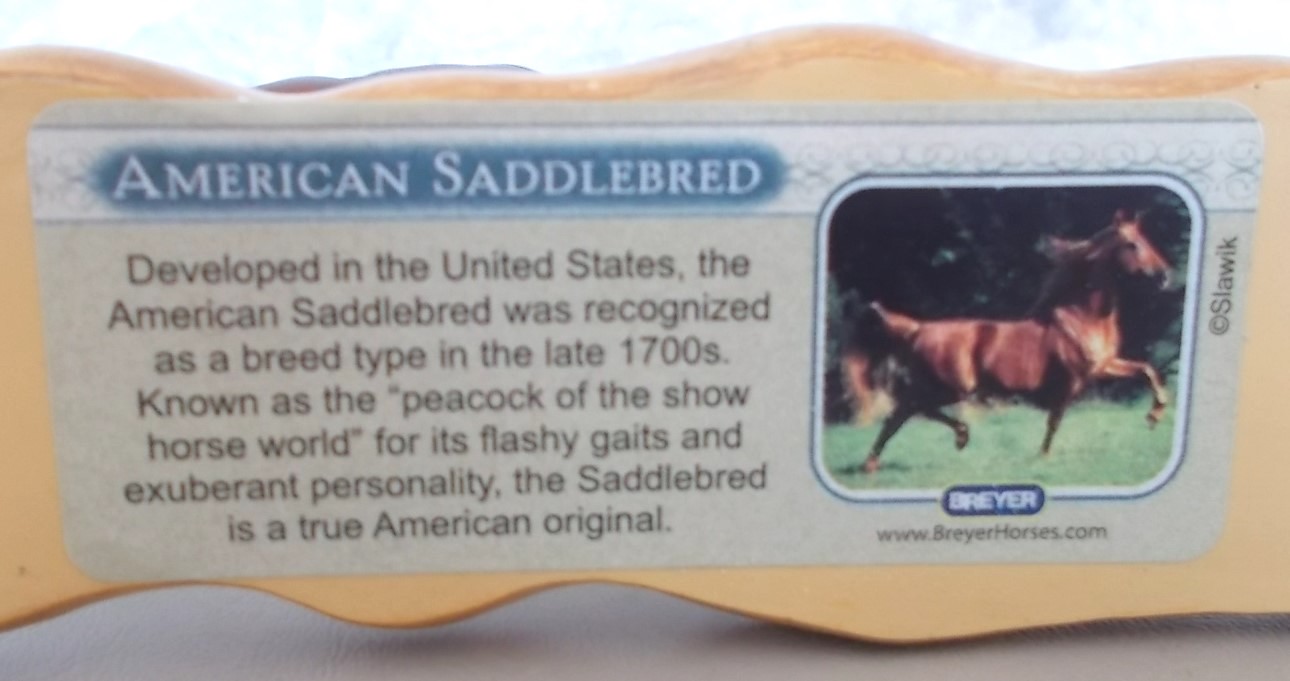 AMERICAN SADDLEBRED
Developed in the United States, the
American Saddlebred was recognized
as a breed type in the late 1700s.
Known as the "peacock of the show
horse world" for its flashy gaits and
exuberant personality, the Saddlebred
is a true American original.
©Slawik
BREYER
www.BreyerHorses.com